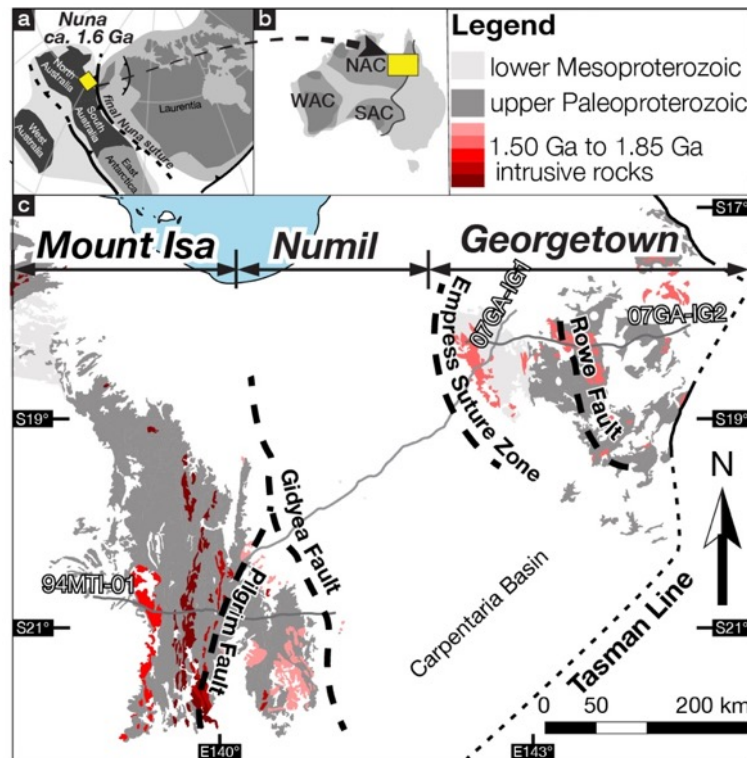 a
Nuna
ca. 1.6 Ga
North
Australia
South
Australia
West
Australia
East
Antarctica
Laurentia
final Nuna suture
b
NAC
WAC
SAC
Legend
lower Mesoproterozoic
upper Paleoproterozoic
1.50 Ga to 1.85 Ga
intrusive rocks
c
S17°
Mount Isa
Numil
Georgetown
07GA-IG1
07GA-IG2
Empress Suture Zone
Rowe Fault
S19°
S19°
Gidyea Fault
N
94MTI-01
Pilgrim Fault
Carpentaria Basin
Tasman Line
S21°
S21°
0 50 200 km
E140°
E143°